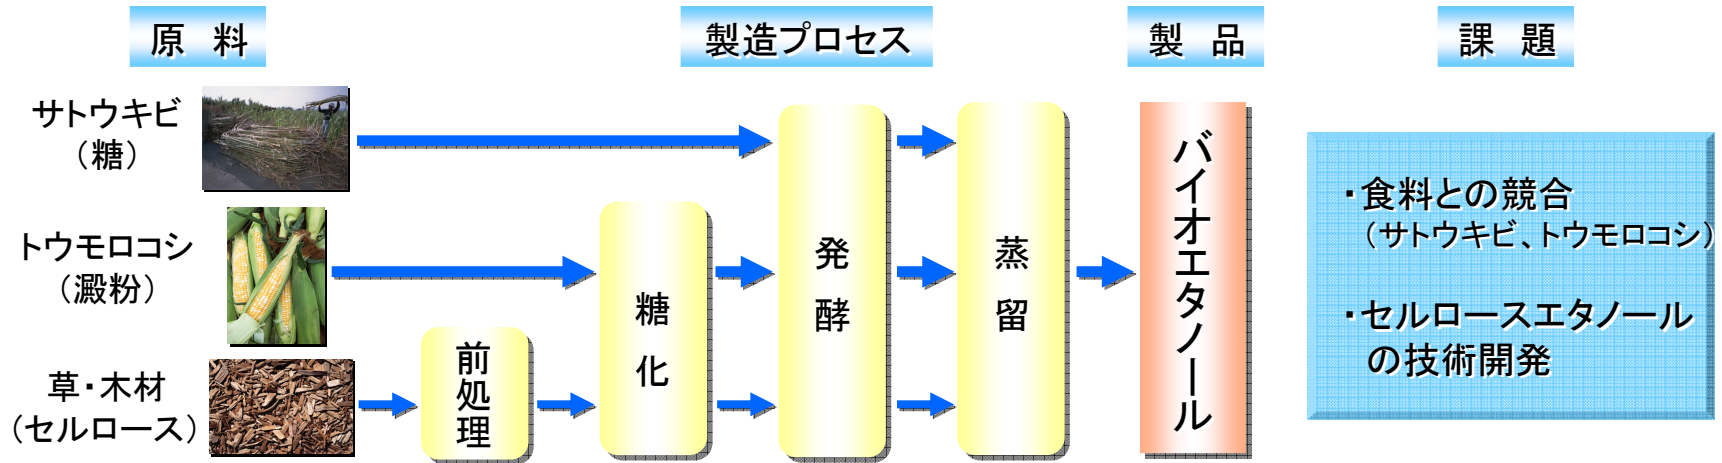 原　料
製造プロセス
製　品
課　題
サトウキビ
（糖）
トウモロコシ
（澱粉）
草・木材
（セルロース）
前処理
糖化
発酵
蒸留
バイオエタノール
・食料との競合
（サトウキビ、トウモロコシ）
・セルロースエタノール
の技術開発